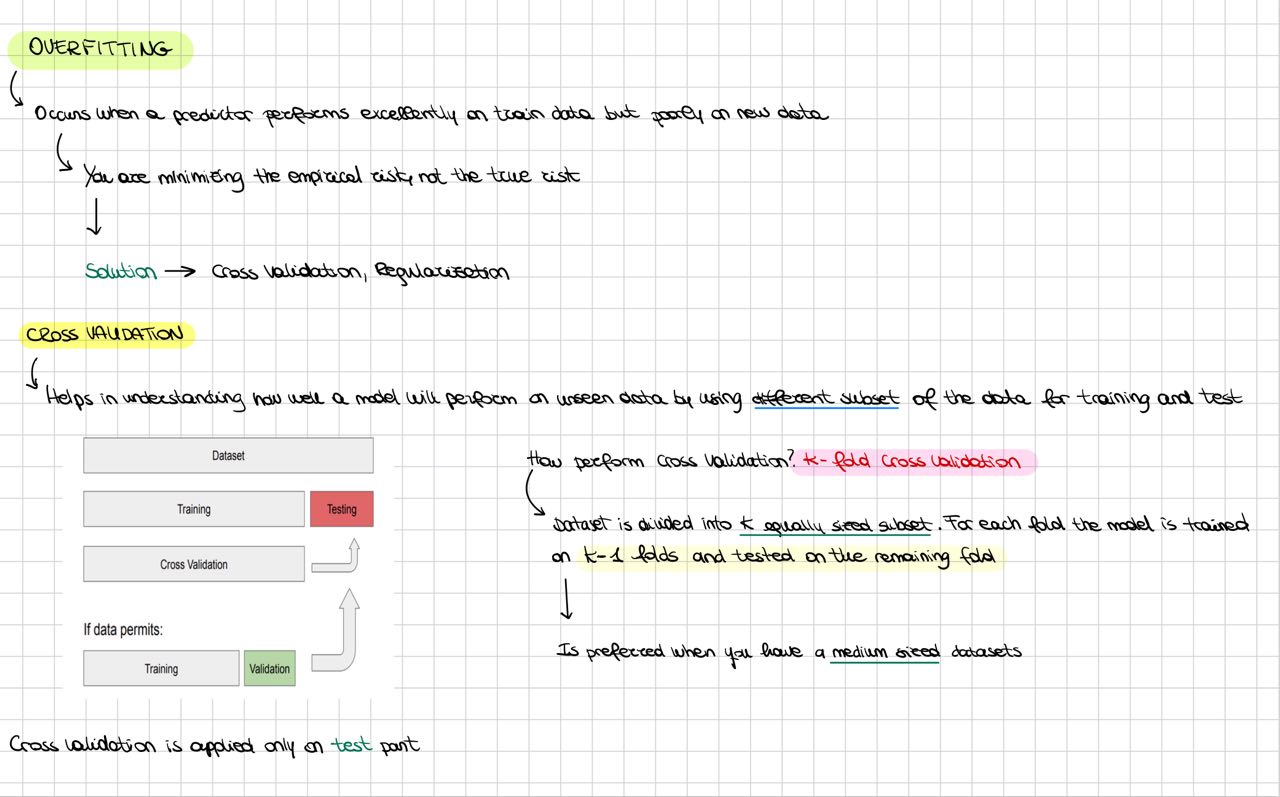 OVERFITTING
Occurs when a predictor performs excellently on train data but poorly on new data
You are minimizing the empirical risk, not the true risk
Solution → Cross validation, Regularization
CROSS VALIDATION
Helps in understanding how well a model will perform on unseen data by using different subset of the data for training and test
Dataset
Training Testing
Cross Validation
If data permits:
Training Validation
How perform cross validation? K-fold cross validation
Dataset is divided into K equally sized subset. For each fold the model is trained
on K-1 folds and tested on the remaining fold
Is preferred when you have a medium sized datasets
Cross validation is applied only on test part